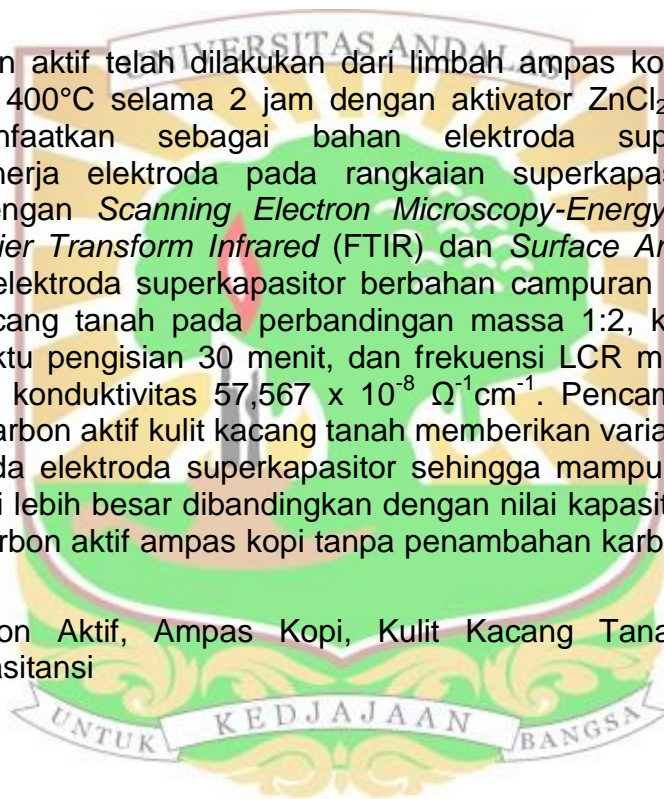 UNIVERSITAS ANDALAS
n aktif telah dilakukan dari limbah ampas ko
400°C selama 2 jam dengan aktivator ZnCl₂
nfaatkan sebagai bahan elektroda sup
nerja elektroda pada rangkaian superkapas
engan Scanning Electron Microscopy-Energy
ier Transform Infrared (FTIR) dan Surface Ar
elektroda superkapasitor berbahan campuran
cang tanah pada perbandingan massa 1:2, k
ktu pengisian 30 menit, dan frekuensi LCR m
konduktivitas 57,567 x 10⁻⁸ Ω⁻¹cm⁻¹. Pencan
arbon aktif kulit kacang tanah memberikan varia
da elektroda superkapasitor sehingga mampu
i lebih besar dibandingkan dengan nilai kapasit
rbon aktif ampas kopi tanpa penambahan karb
on Aktif, Ampas Kopi, Kulit Kacang Tana
asitansi
UNTUK KEDJAJAAN BANGSA